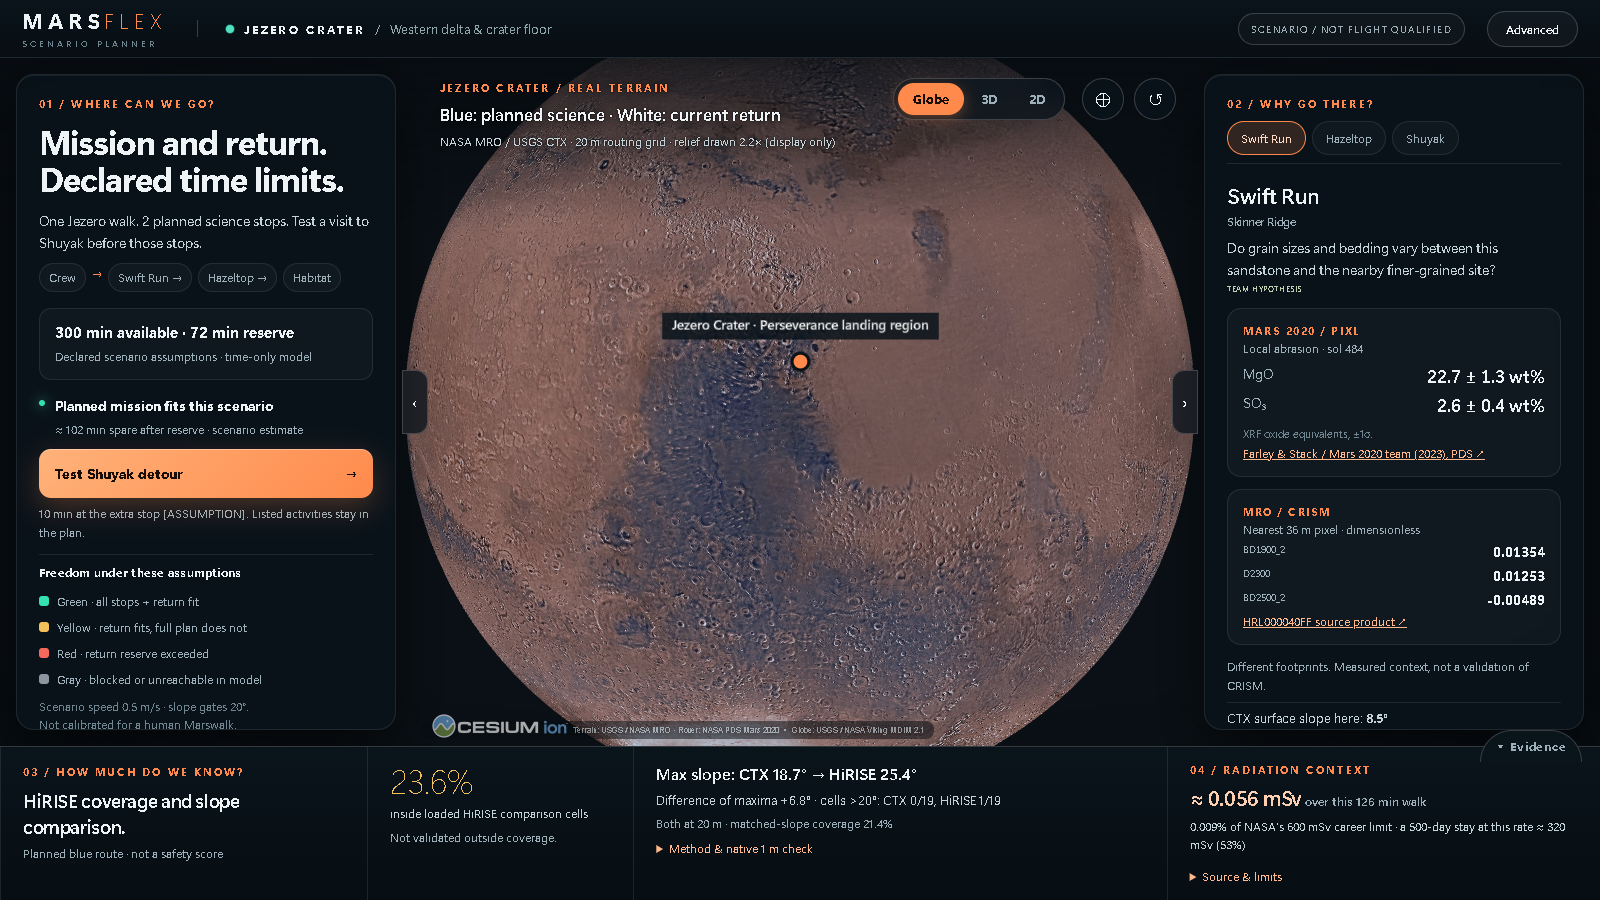 MARSFLEX
SCENARIO PLANNER
JEZERO CRATER / Western delta & crater floor
SCENARIO / NOT FLIGHT QUALIFIED
Advanced
01 / WHERE CAN WE GO?
Mission and return.
Declared time limits.
One Jezero walk. 2 planned science stops. Test a visit to
Shuyak before those stops.
Crew → Swift Run → Hazeltop → Habitat
300 min available · 72 min reserve
Declared scenario assumptions · time-only model
Planned mission fits this scenario
≈ 102 min spare after reserve · scenario estimate
Test Shuyak detour →
10 min at the extra stop [ASSUMPTION]. Listed activities stay in
the plan.
Freedom under these assumptions
Green · all stops + return fit
Yellow · return fits, full plan does not
Red · return reserve exceeded
Gray · blocked or unreachable in model
Scenario speed 0.5 m/s · slope gates 20°.
Not calibrated for a human Marswalk.
JEZERO CRATER / REAL TERRAIN
Blue: planned science · White: current return
NASA MRO / USGS CTX · 20 m routing grid · relief drawn 2.2× (display only)
Globe 3D 2D
↺
Jezero Crater · Perseverance landing region
‹
›
CESIUM ion
Terrain: USGS / NASA MRO · Rover: NASA PDS Mars 2020 • Globe: USGS / NASA Viking MDIM 2.1
02 / WHY GO THERE?
Swift Run Hazeltop Shuyak
Swift Run
Skinner Ridge
Do grain sizes and bedding vary between this
sandstone and the nearby finer-grained site?
TEAM HYPOTHESIS
MARS 2020 / PIXL
Local abrasion · sol 484
MgO 22.7 ± 1.3 wt%
SO₃ 2.6 ± 0.4 wt%
XRF oxide equivalents, ±1σ.
Farley & Stack / Mars 2020 team (2023), PDS ↗
MRO / CRISM
Nearest 36 m pixel · dimensionless
BD1900_2 0.01354
D2300 0.01253
BD2500_2 -0.00489
HRL000040FF source product ↗
Different footprints. Measured context, not a validation of
CRISM.
CTX surface slope here: 8.5°
▾ Evidence
03 / HOW MUCH DO WE KNOW?
HiRISE coverage and slope
comparison.
Planned blue route · not a safety score
23.6%
inside loaded HiRISE comparison cells
Not validated outside coverage.
Max slope: CTX 18.7° → HiRISE 25.4°
Difference of maxima +6.8° · cells >20°: CTX 0/19, HiRISE 1/19
Both at 20 m · matched-slope coverage 21.4%
▶ Method & native 1 m check
04 / RADIATION CONTEXT
≈ 0.056 mSv over this 126 min walk
0.009% of NASA's 600 mSv career limit · a 500-day stay at this rate ≈ 320
mSv (53%)
▶ Source & limits